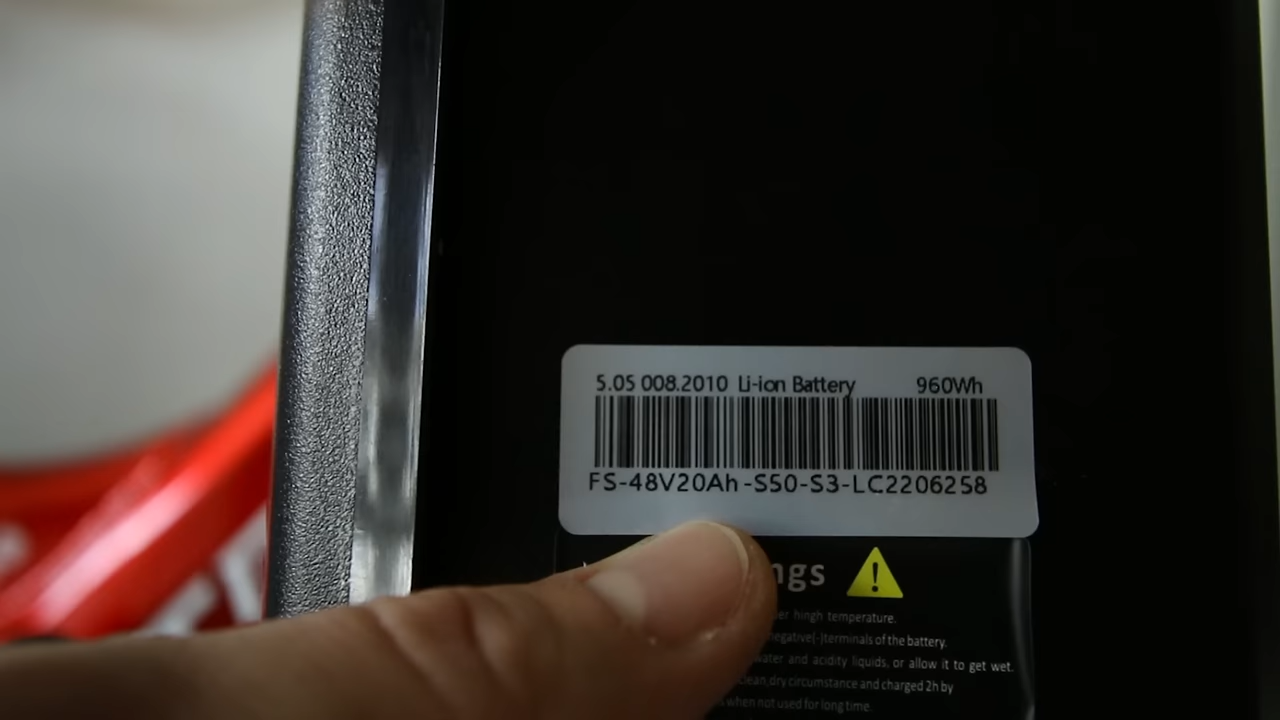 5.05 008.2010 Li-ion Battery 960Wh
FS-48V20Ah-S50-S3-LC2206258
ngs
er hingh temperature.
negative(-)terminals of the battery.
water and acidity liquids, or allow it to get wet.
clean,dry circumstance and charged 2h by
when not used for long time.